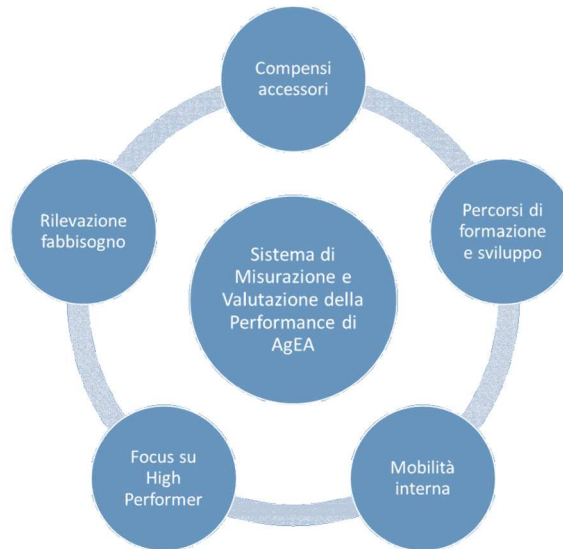 Compensi
accessori
Percorsi di
formazione
e sviluppo
Mobilità
interna
Focus su
High
Performer
Rilevazione
fabbisogno
Sistema di
Misurazione e
Valutazione della
Performance di
AgEA